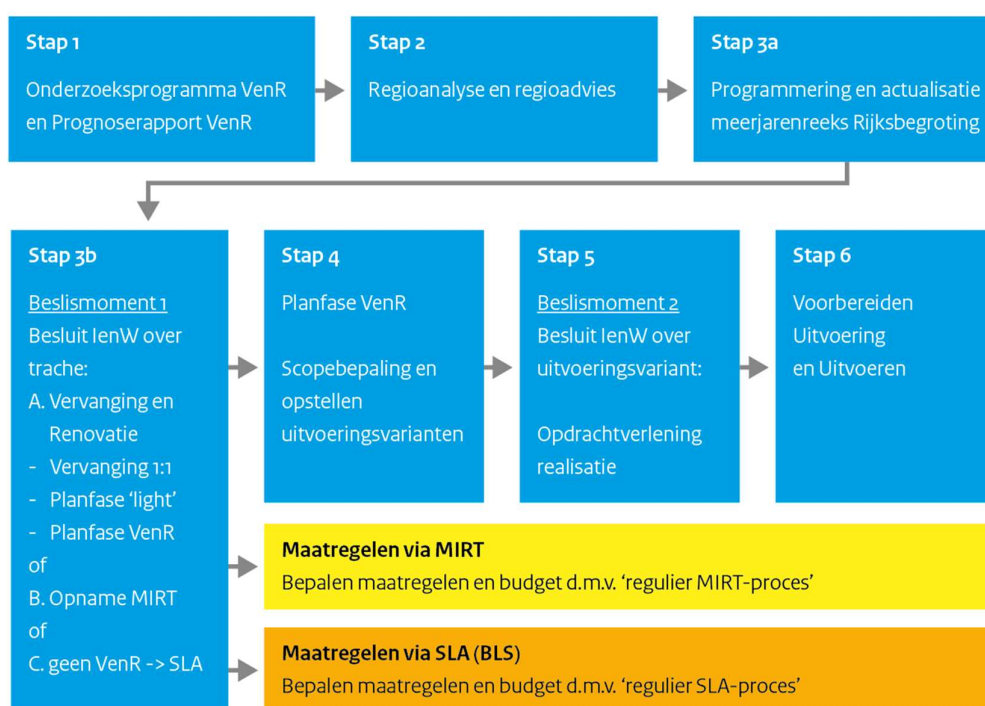 Stap 1
Onderzoeksprogramma VenR
en Prognoserapport VenR
Stap 2
Regioanalyse en regioadvies
Stap 3a
Programmering en actualisatie
meerjarenreeks Rijksbegroting
Stap 3b
Beslismoment 1
Besluit IenW over
trache:
A. Vervanging en
Renovatie
- Vervanging 1:1
- Planfase ‘light’
- Planfase VenR
of
B. Opname MIRT
of
C. geen VenR -> SLA
Stap 4
Planfase VenR
Scopebepaling en
opstellen
uitvoeringsvarianten
Stap 5
Beslismoment 2
Besluit IenW over
uitvoeringsvariant:
Opdrachtverlening
realisatie
Stap 6
Voorbereiden
Uitvoering
en Uitvoeren
Maatregelen via MIRT
Bepalen maatregelen en budget d.m.v. ‘regulier MIRT-proces’
Maatregelen via SLA (BLS)
Bepalen maatregelen en budget d.m.v. ‘regulier SLA-proces’